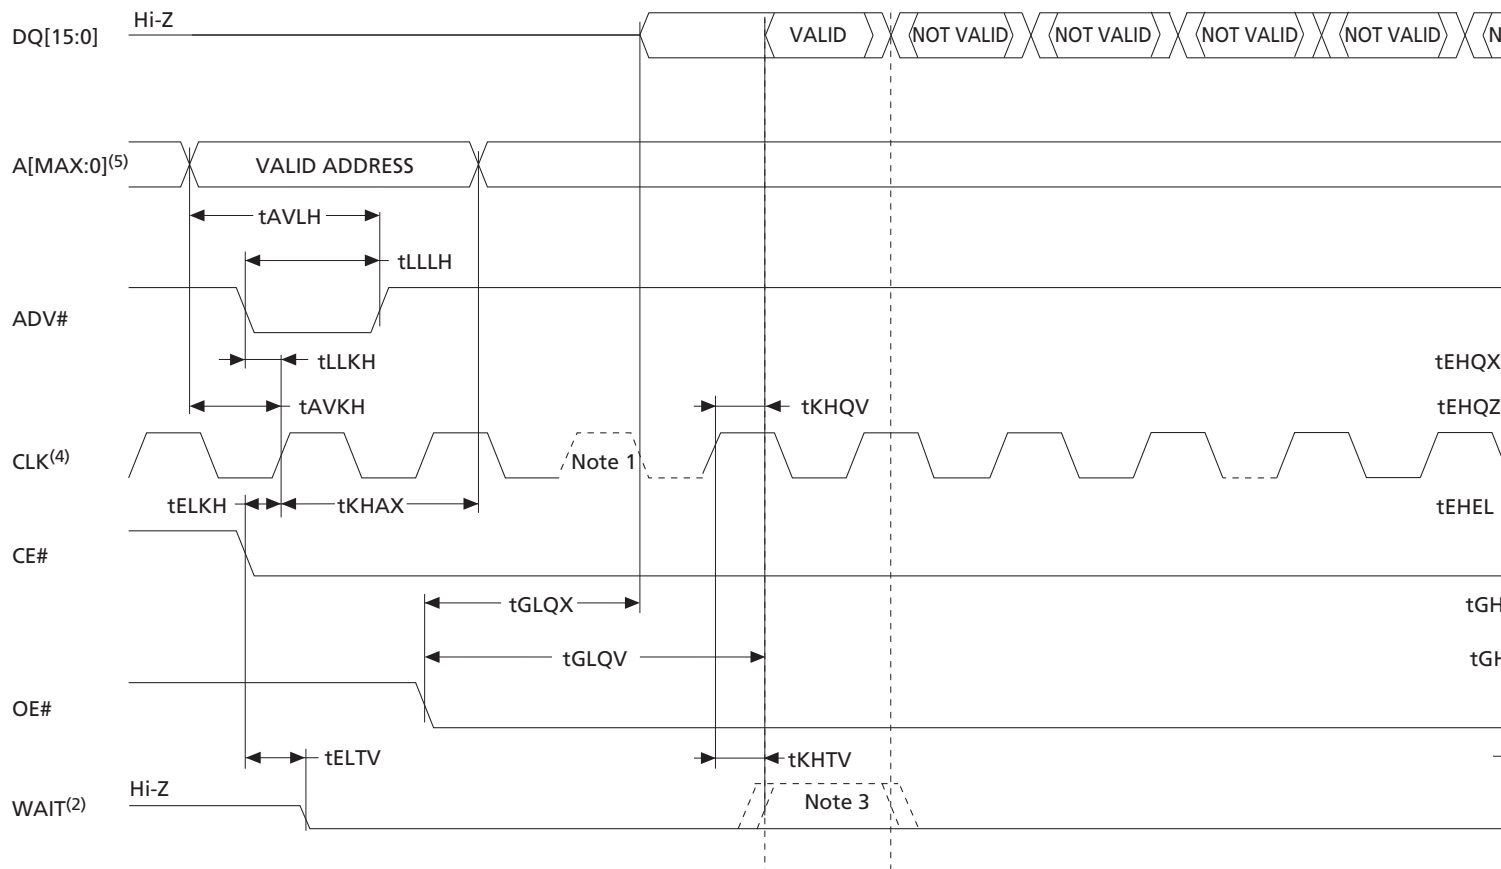 DQ[15:0] Hi-Z VALID NOT VALID NOT VALID NOT VALID NOT VALID N
A[MAX:0](5) VALID ADDRESS
tAVLH
tLLLH
ADV#
tLLKH tEHQX
tAVKH tKHQV tEHQZ
CLK(4) Note 1
tELKH tKHAX tEHEL
CE#
tGLQX tGH
tGLQV tGH
OE#
tELTV tKHTV
Hi-Z
WAIT(2) Note 3